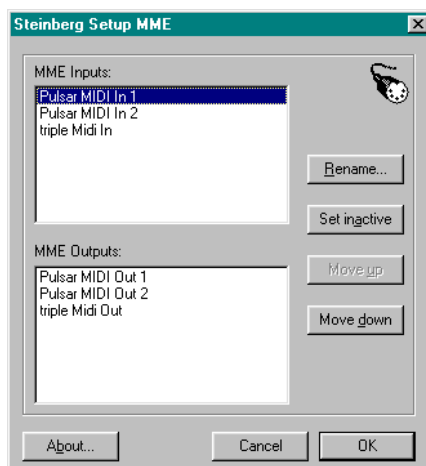 Steinberg Setup MME
MME Inputs:
Pulsar MIDI In 1
Pulsar MIDI In 2
triple Midi In
Rename...
Set inactive
MME Outputs:
Pulsar MIDI Out 1
Pulsar MIDI Out 2
triple Midi Out
Move up
Move down
About...
Cancel
OK